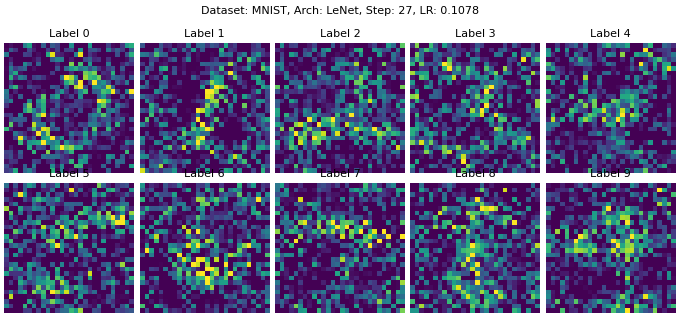 Dataset: MNIST, Arch: LeNet, Step: 27, LR: 0.1078
Label 0 Label 1 Label 2 Label 3 Label 4
Label 5 Label 6 Label 7 Label 8 Label 9